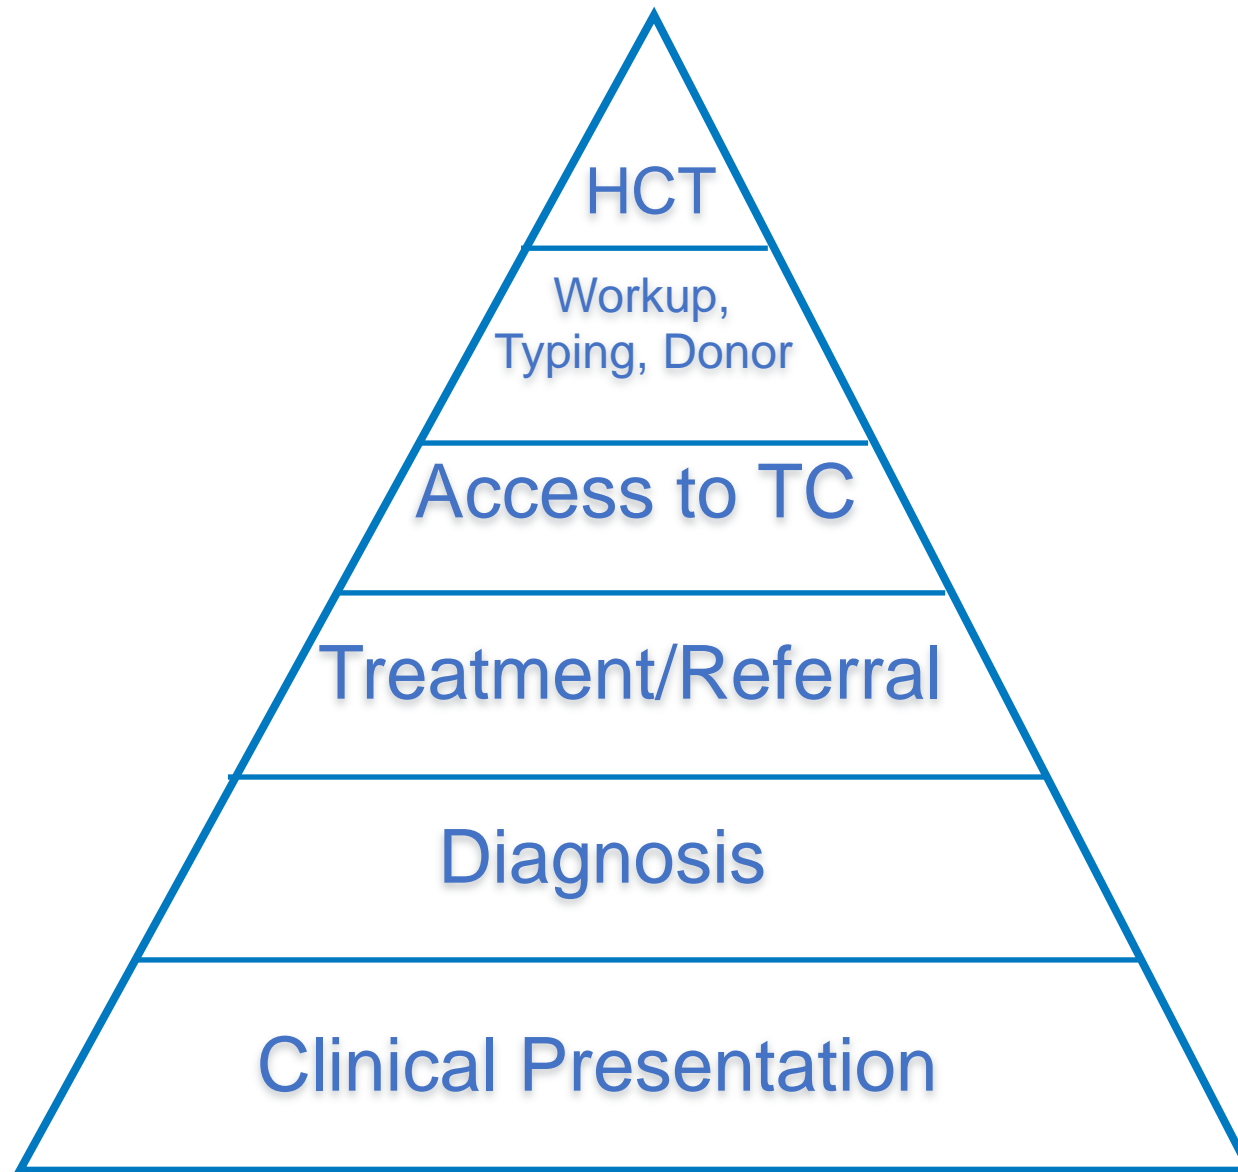 HCT
Workup,
Typing, Donor
Access to TC
Treatment/Referral
Diagnosis
Clinical Presentation